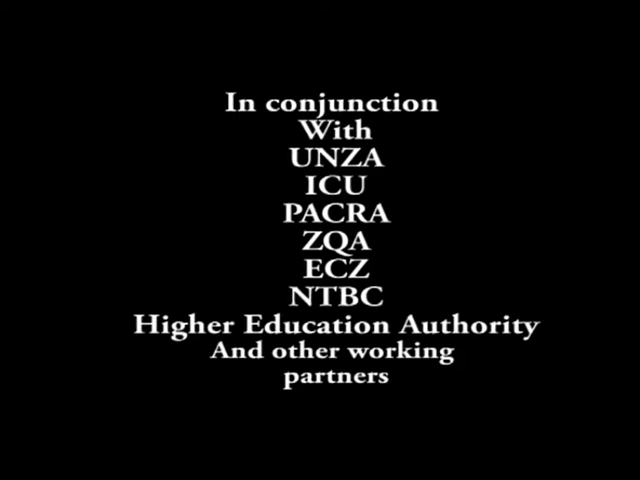 In conjunction
With
UNZA
ICU
PACRA
ZQA
ECZ
NTBC
Higher Education Authority
And other working
partners